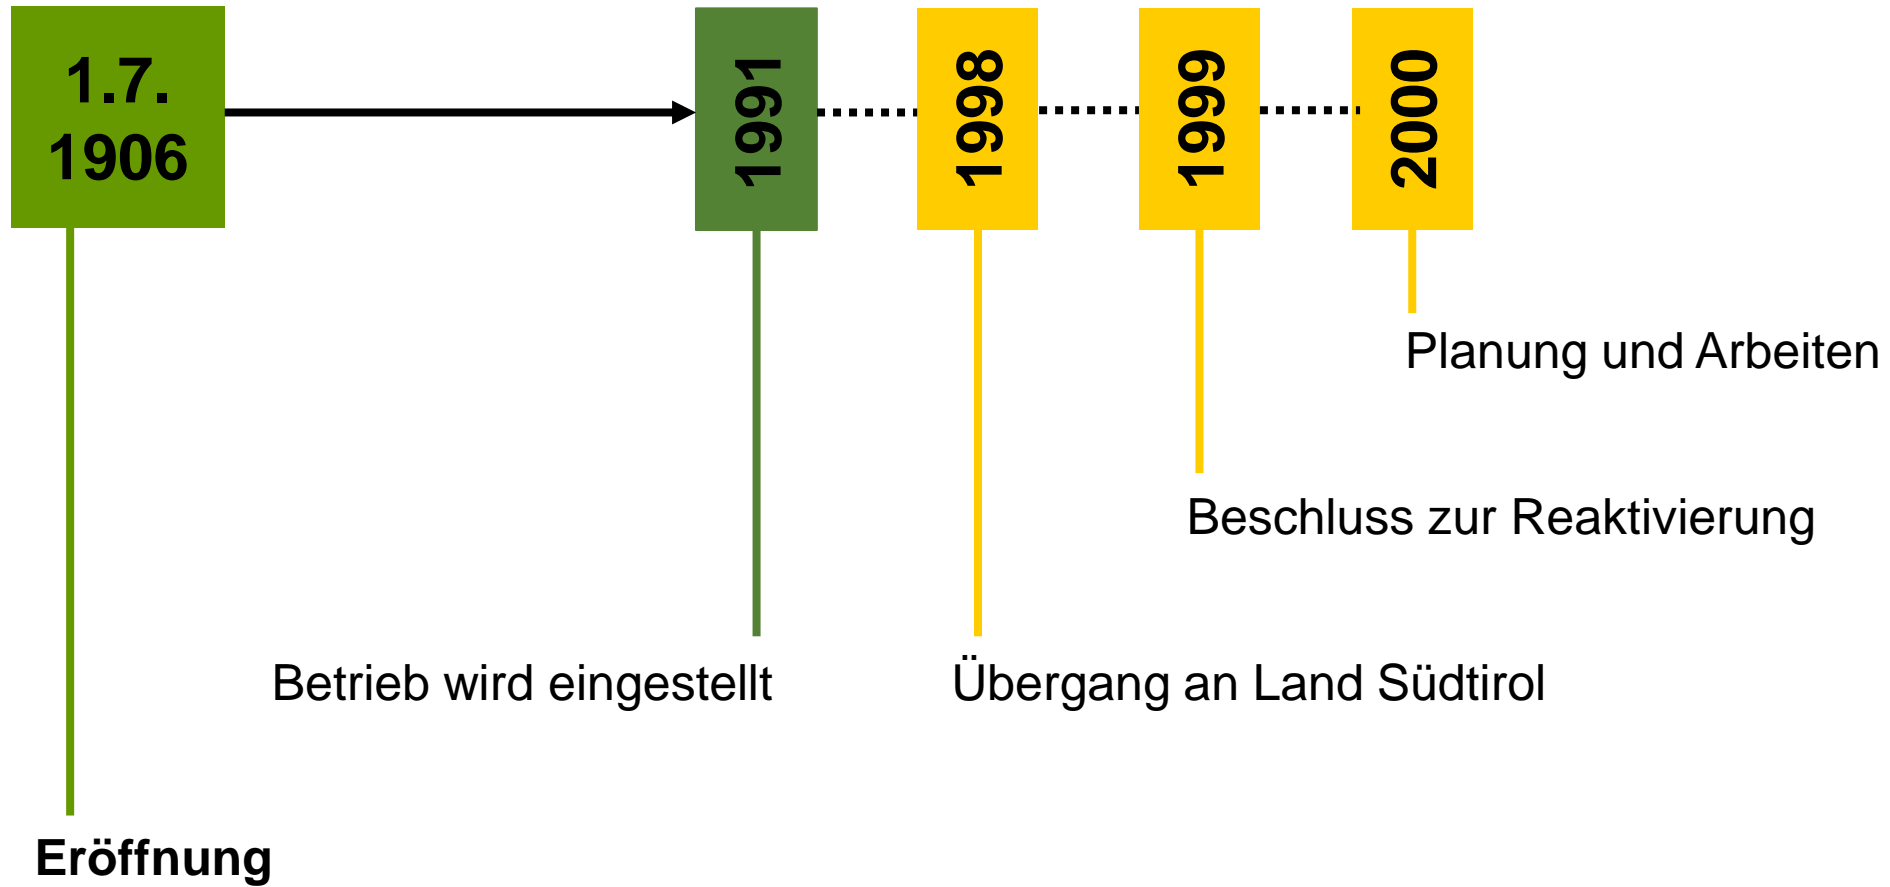 1.7.
1906
1991
1998
1999
2000
Planung und Arbeiten
Beschluss zur Reaktivierung
Betrieb wird eingestellt
Übergang an Land Südtirol
Eröffnung